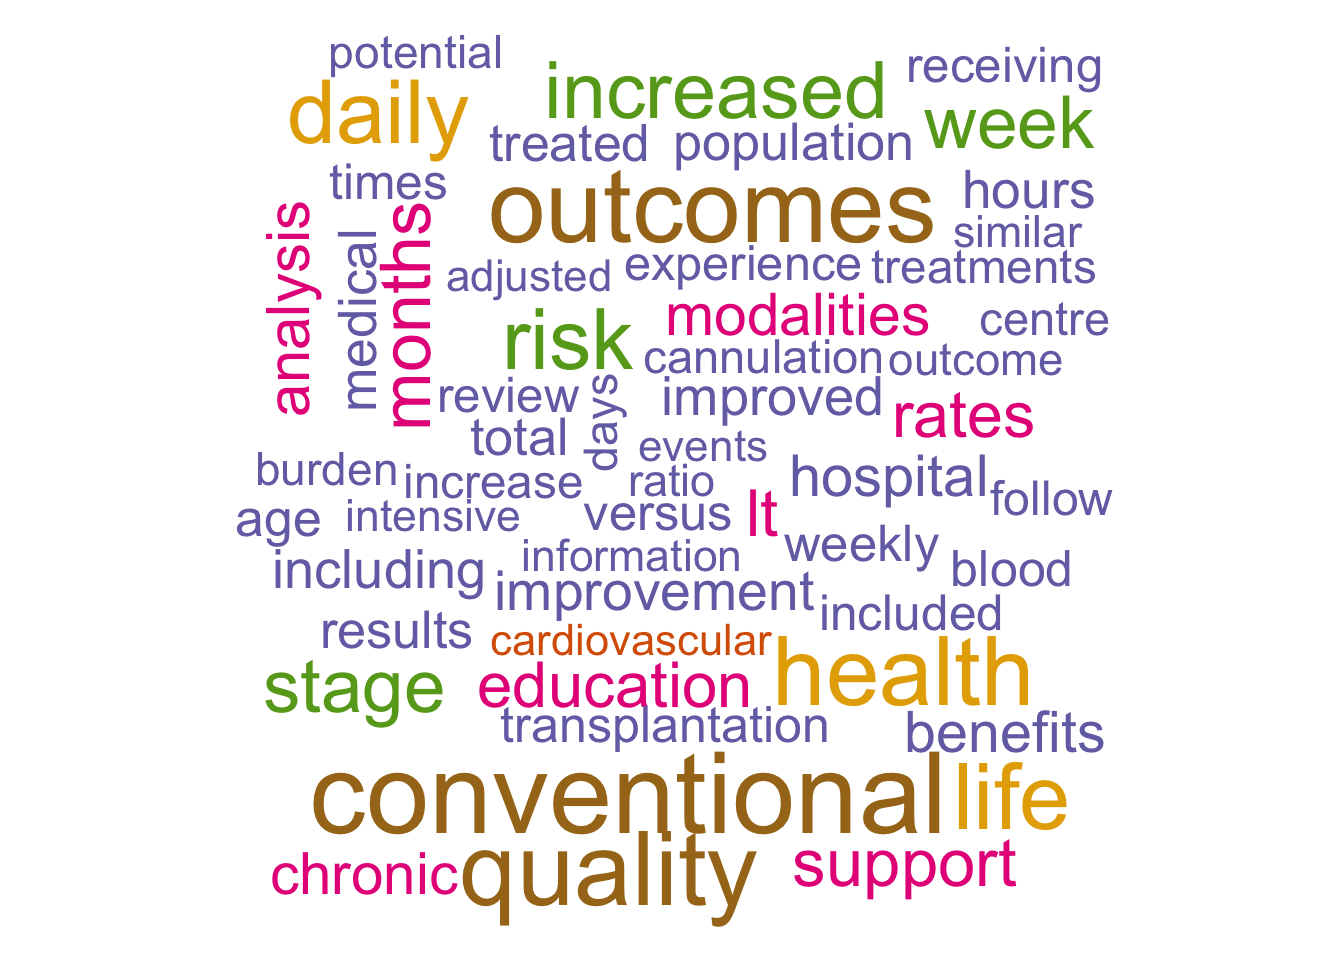 potential
increased
receiving
daily
week
treated
population
times
outcomes
hours
analysis
medical
months
similar
adjusted
experience
treatments
risk
modalities
centre
cannulation
outcome
review
days
improved
rates
total
events
burden
increase
ratio
hospital
follow
age
intensive
versus
lt
weekly
information
including
improvement
blood
included
results
cardiovascular
health
stage
education
transplantation
benefits
conventional
life
chronic
quality
support